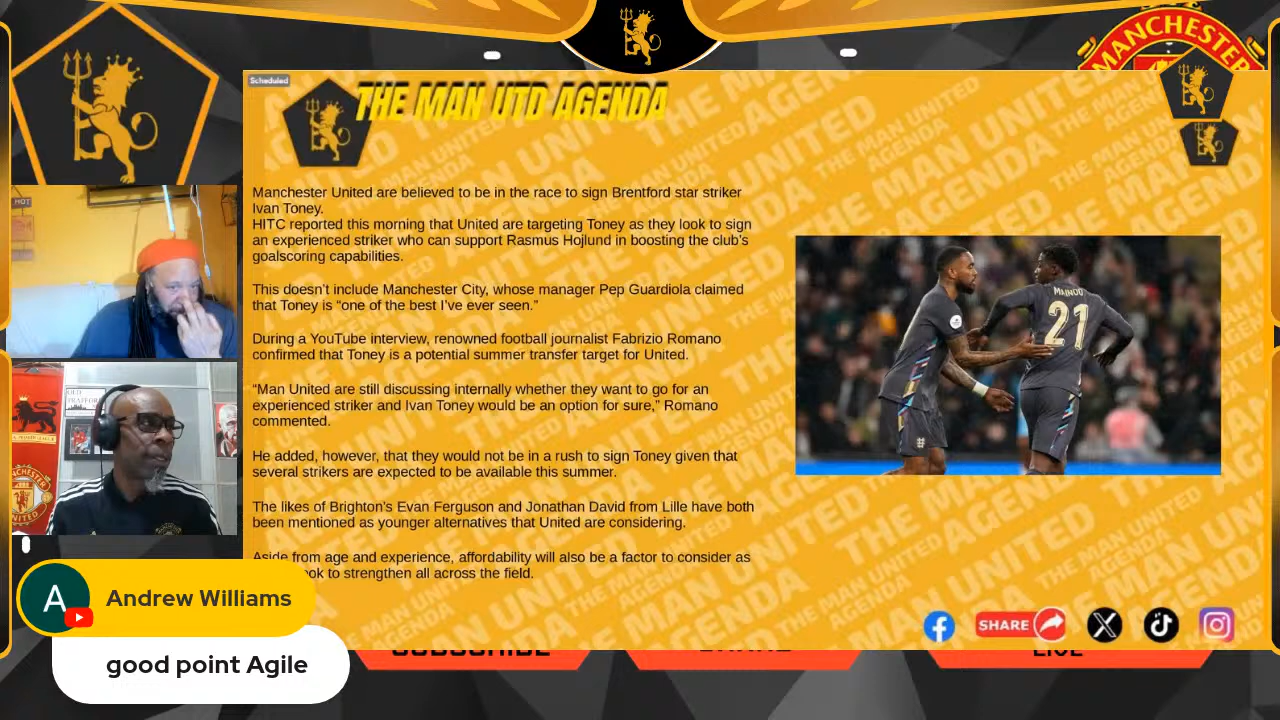 MANCHESTER
Scheduled
THE MAN UTD AGENDA
Manchester United are believed to be in the race to sign Brentford star striker
Ivan Toney.
HITC reported this morning that United are targeting Toney as they look to sign
an experienced striker who can support Rasmus Hojlund in boosting the club's
goalscoring capabilities.
This doesn't include Manchester City, whose manager Pep Guardiola claimed
that Toney is “one of the best I've ever seen.”
During a YouTube interview, renowned football journalist Fabrizio Romano
confirmed that Toney is a potential summer transfer target for United.
“Man United are still discussing internally whether they want to go for an
experienced striker and Ivan Toney would be an option for sure,” Romano
commented.
He added, however, that they would not be in a rush to sign Toney given that
several strikers are expected to be available this summer.
The likes of Brighton's Evan Ferguson and Jonathan David from Lille have both
been mentioned as younger alternatives that United are considering.
Aside from age and experience, affordability will also be a factor to consider as
to strengthen all across the field.
MAINOO
21
HOT
OLD
TRAFFORD
UNITED
A
Andrew Williams
good point Agile
SHARE
SUBSCRIBE
SHARE
LIVE